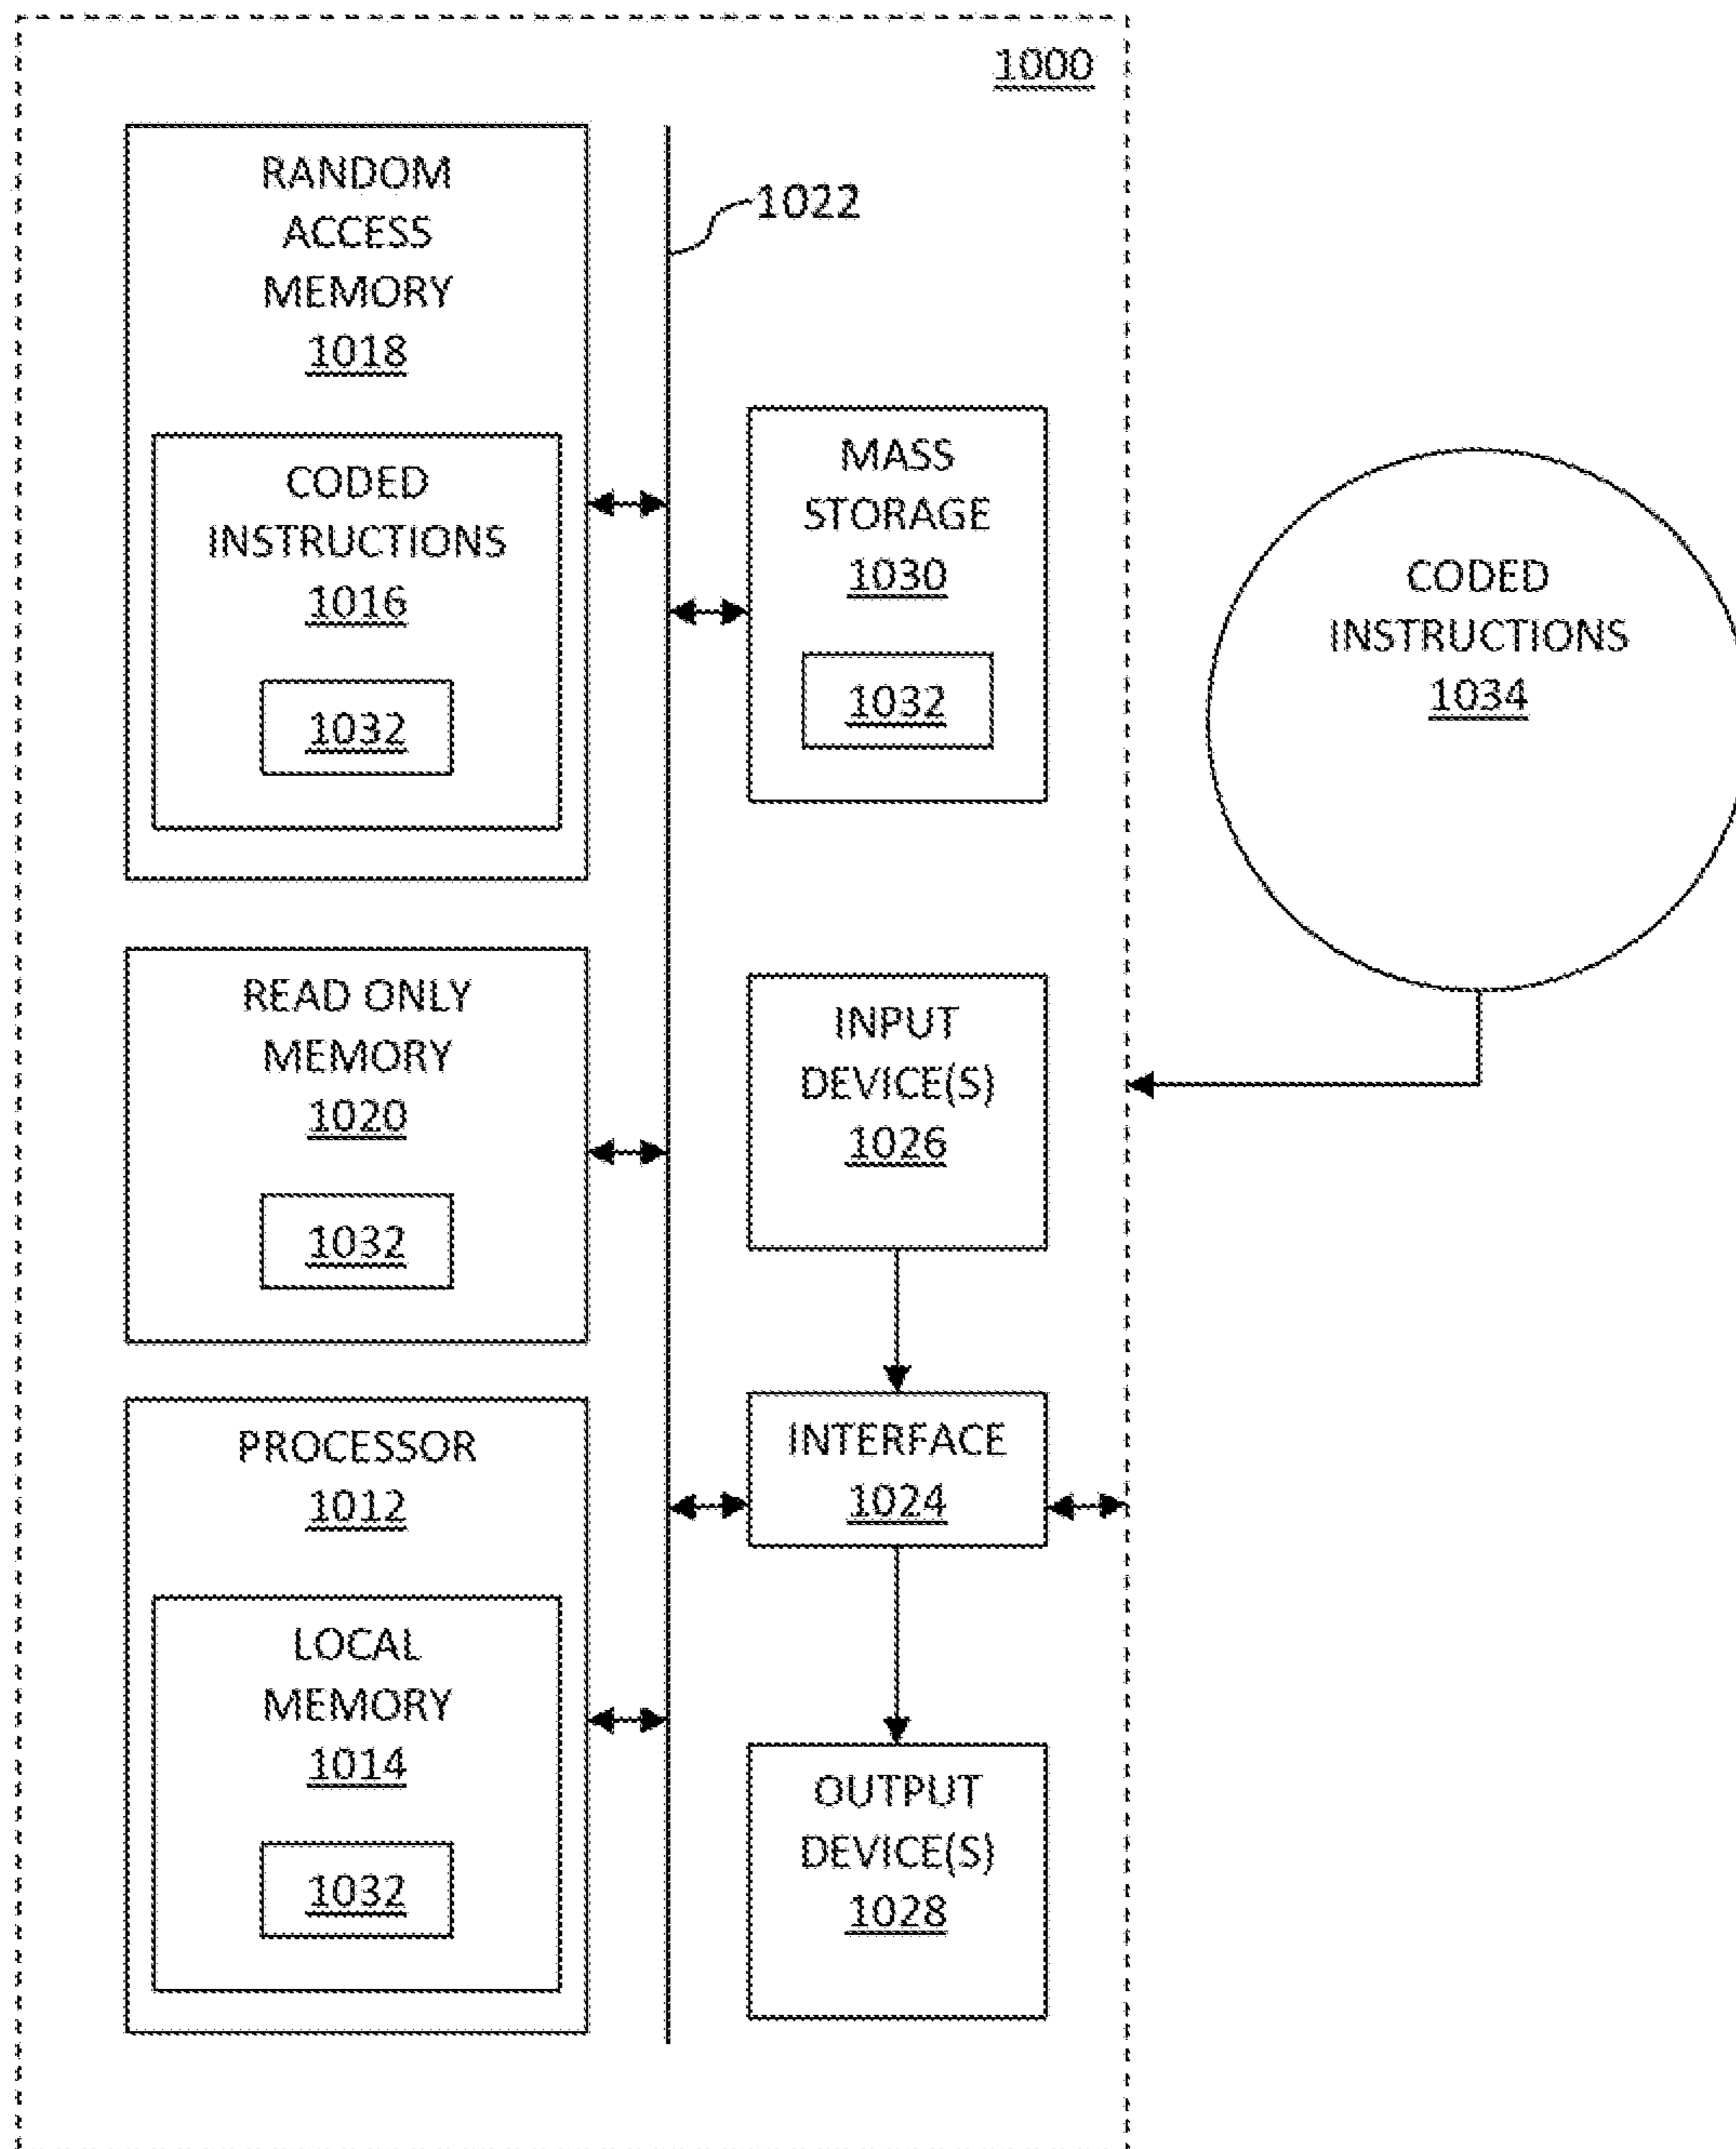 1000
RANDOM
ACCESS
MEMORY
1018
CODED
INSTRUCTIONS
1016
1032
1022
MASS
STORAGE
1030
1032
CODED
INSTRUCTIONS
1034
READ ONLY
MEMORY
1020
1032
INPUT
DEVICE(S)
1026
PROCESSOR
1012
LOCAL
MEMORY
1014
1032
INTERFACE
1024
OUTPUT
DEVICE(S)
1028